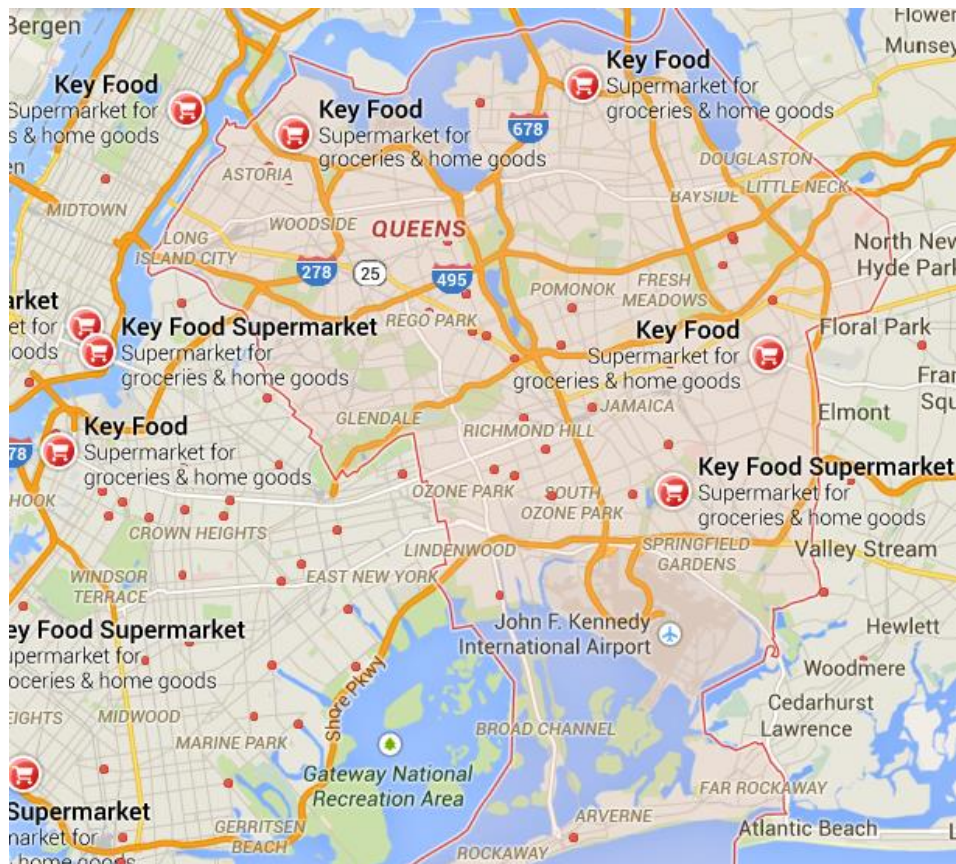 Bergen
Flower
Munsey
Key Food
Supermarket for
s & home goods
Key Food
Supermarket for
groceries & home goods
Key Food
Supermarket for
groceries & home goods
678
en
MIDTOWN
ASTORIA
WOODSIDE
QUEENS
LONG
ISLAND CITY
278
25
495
DOUGLASTON
LITTLE NECK
BAYSIDE
North New
Hyde Park
POMONOK
FRESH
MEADOWS
REGO PARK
arket
et for
oods
Key Food Supermarket
Supermarket for
groceries & home goods
Key Food
Supermarket for
groceries & home goods
Floral Park
Fran
Squ
Elmont
GLENDALE
JAMAICA
RICHMOND HILL
78
Key Food
Supermarket for
groceries & home goods
HOOK
CROWN HEIGHTS
OZONE PARK
SOUTH
OZONE PARK
Key Food Supermarket
Supermarket for
groceries & home goods
LINDENWOOD
SPRINGFIELD
GARDENS
Valley Stream
WINDSOR
TERRACE
EAST NEW YORK
John F. Kennedy
International Airport
Hewlett
Woodmere
Cedarhurst
Lawrence
ey Food Supermarket
upermarket for
oceries & home goods
Shore Pkwy
EIGHTS
MIDWOOD
MARINE PARK
BROAD CHANNEL
Gateway National
Recreation Area
FAR ROCKAWAY
Supermarket
market for
home goods
GERRITSEN
BEACH
ARVERNE
ROCKAWAY
Atlantic Beach
L